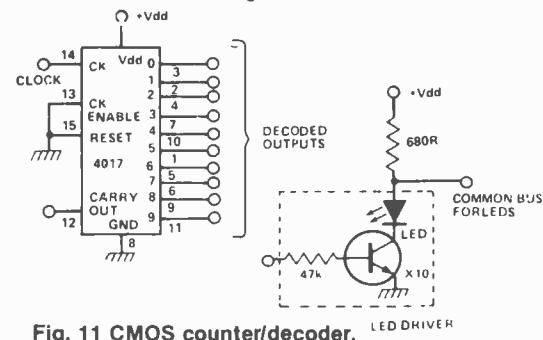 +Vdd
14
CK
Vdd 0
3
CLOCK
1
2
13
CK
2
4
ENABLE
3
7
15
RESET
4
10
5
1
4017
6
5
7
6
CARRY
8
9
OUT
9
11
12
GND
8
DECODED
OUTPUTS
+Vdd
680R
COMMON BUS
FOR LEDS
LED
47k
X10
LED DRIVER
Fig. 11 CMOS counter/decoder.